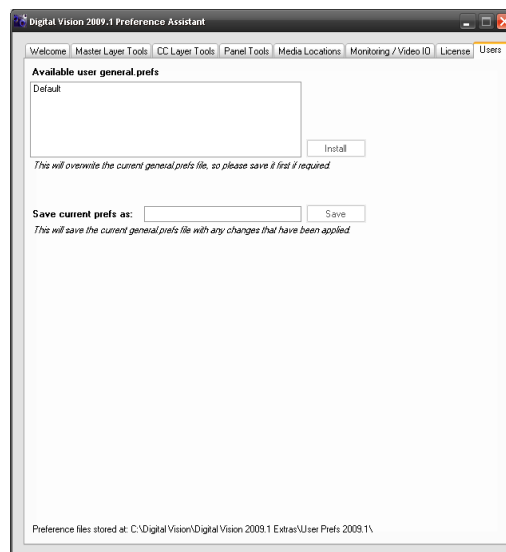 Digital Vision 2009.1 Preference Assistant
Welcome Master Layer Tools CC Layer Tools Panel Tools Media Locations Monitoring / Video IO License Users
Available user general.prefs
Default
Install
This will overwrite the current general.prefs file, so please save it first if required.
Save current prefs as: Save
This will save the current general.prefs file with any changes that have been applied.
Preference files stored at: C:\Digital Vision\Digital Vision 2009.1 Extras\User Prefs 2009.1\